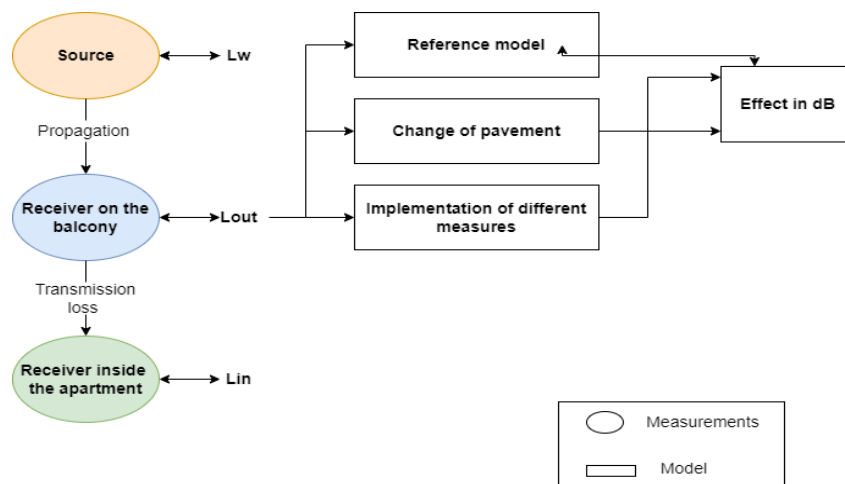 Source
Lw
Propagation
Receiver on the
balcony
Lout
Transmission
loss
Receiver inside
the apartment
Lin
Reference model
Change of pavement
Implementation of different
measures
Effect in dB
Measurements
Model